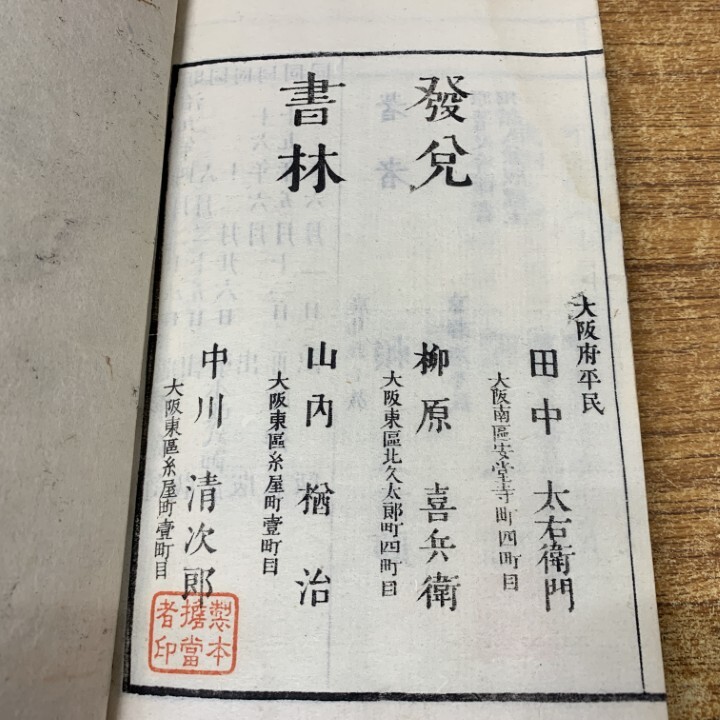 發兌
書林
大阪府平民
田中太右衛門
大阪南區安堂寺町四町目
柳原喜兵衛
大阪東區北久太郎町四町目
山內楢治
大阪東區糸屋町壹町目
中川清次郎
大阪東區糸屋町壹町目
製本
擔當
者印